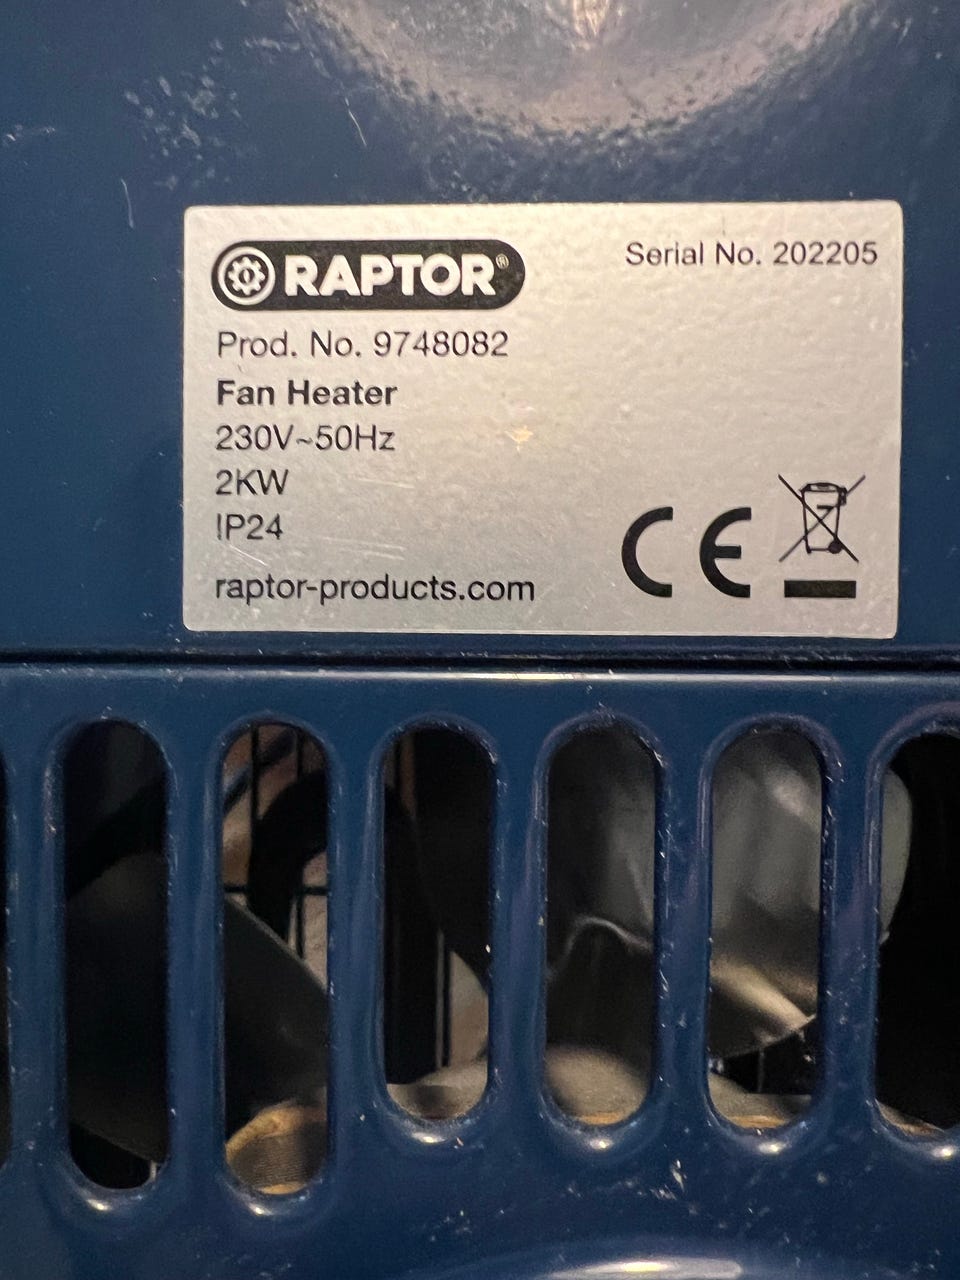 RAPTOR®
Serial No. 202205
Prod. No. 9748082
Fan Heater
230V~50Hz
2KW
IP24
raptor-products.com
CE